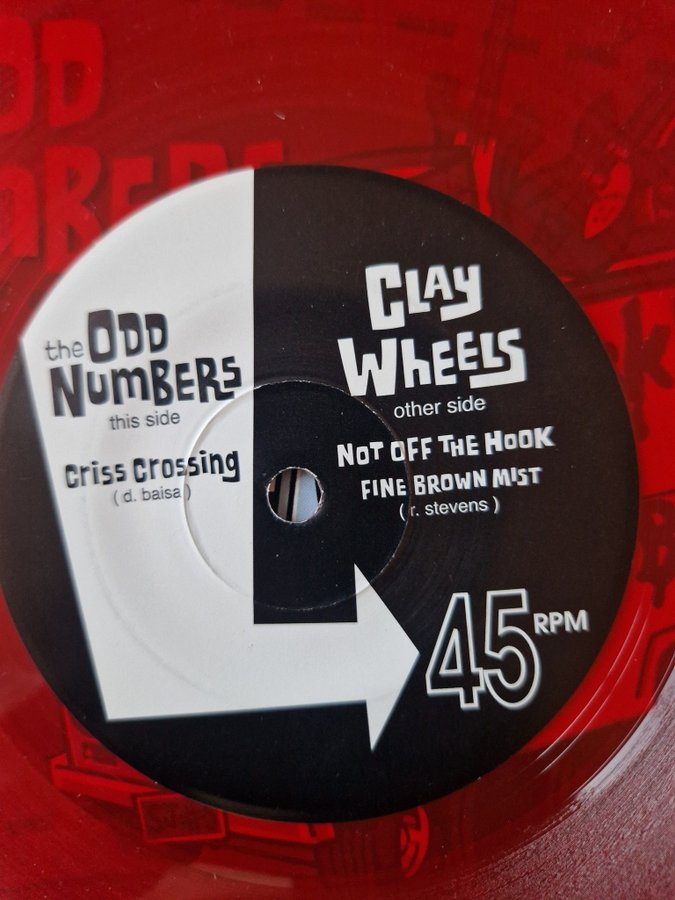 the ODD
NUMBERS
this side
Criss Crossing
( d. baisa )
CLAY
WHEELS
other side
NOT OFF THE HOOK
FINE BROWN MIST
( r. stevens )
45 RPM